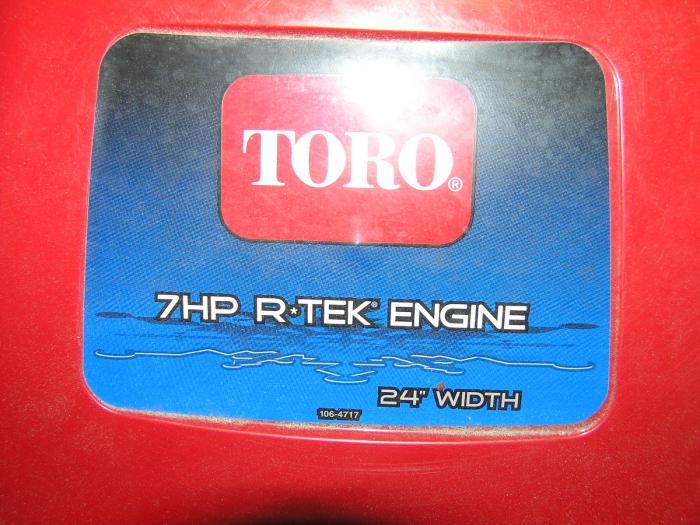 TORO®
7HP R*TEK® ENGINE
24" WIDTH
106-4717